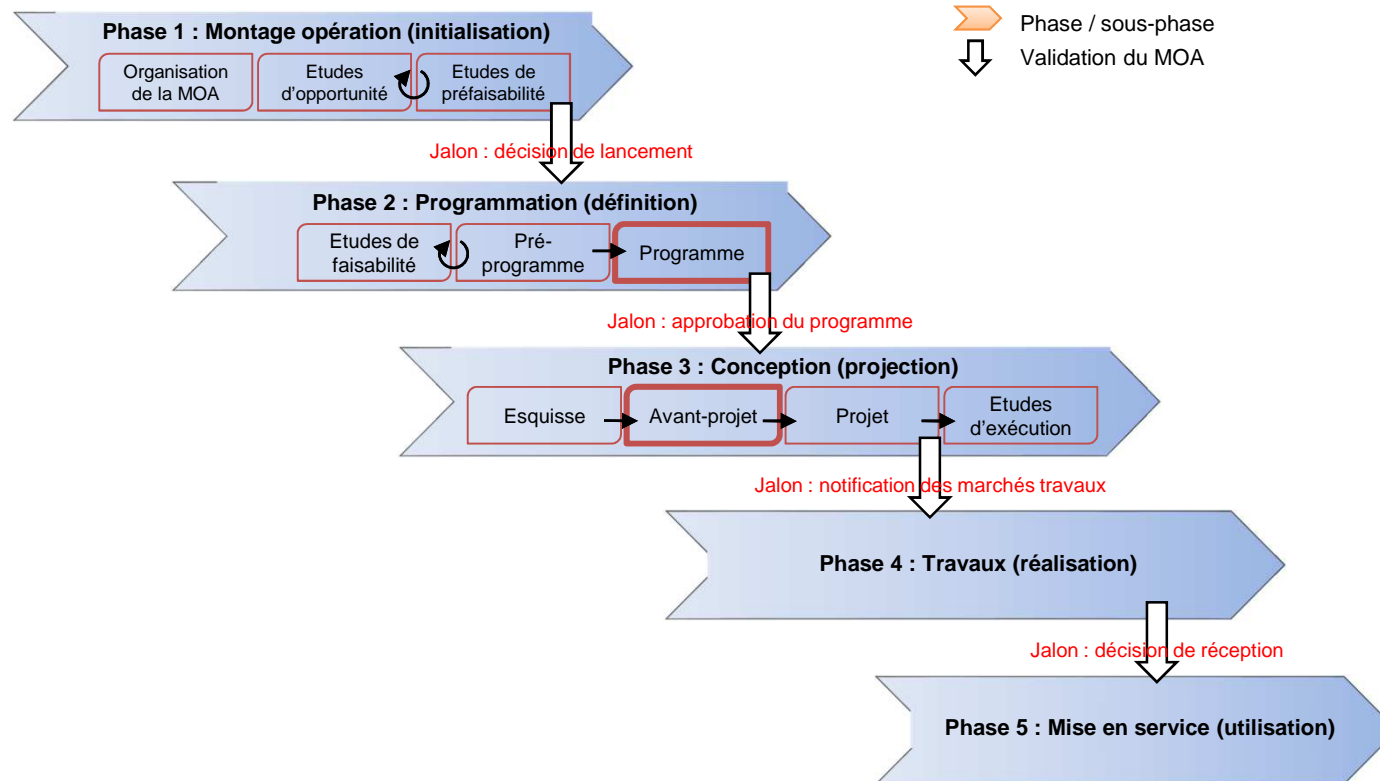 Phase 1 : Montage opération (initialisation)
Organisation
de la MOA
Etudes
d'opportunité
Etudes de
préfaisabilité
Phase / sous-phase
Validation du MOA
Jalon : décision de lancement
Phase 2 : Programmation (définition)
Etudes de
faisabilité
Pré-
programme
Programme
Jalon : approbation du programme
Phase 3 : Conception (projection)
Esquisse
Avant-projet
Projet
Etudes
d'exécution
Jalon : notification des marchés travaux
Phase 4 : Travaux (réalisation)
Jalon : décision de réception
Phase 5 : Mise en service (utilisation)